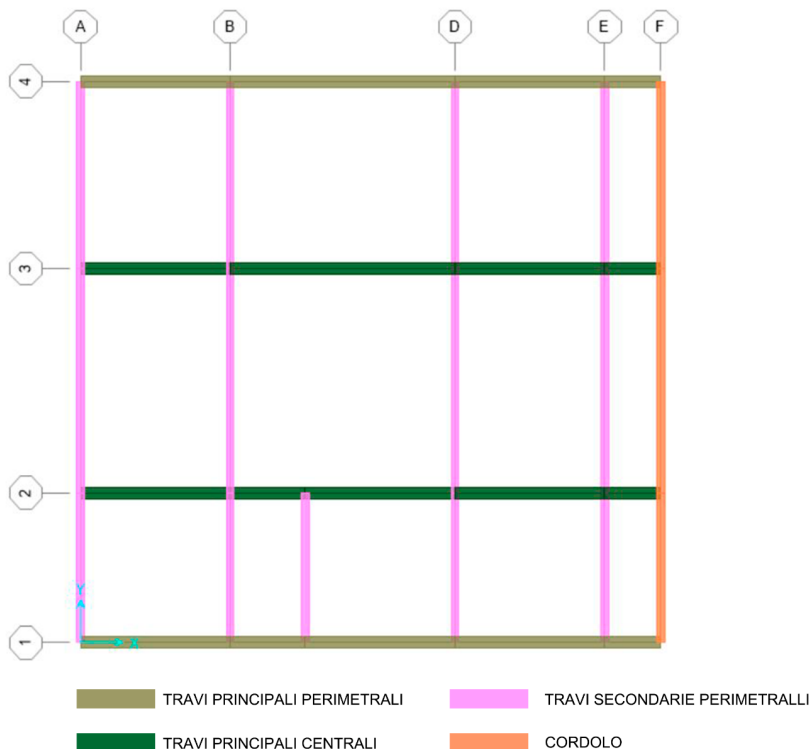 A B D E F
4
3
2
Y
X
1
TRAVI PRINCIPALI PERIMETRALI TRAVI SECONDARIE PERIMETRALLI
TRAVI PRINCIPALI CENTRALI CORDOLO